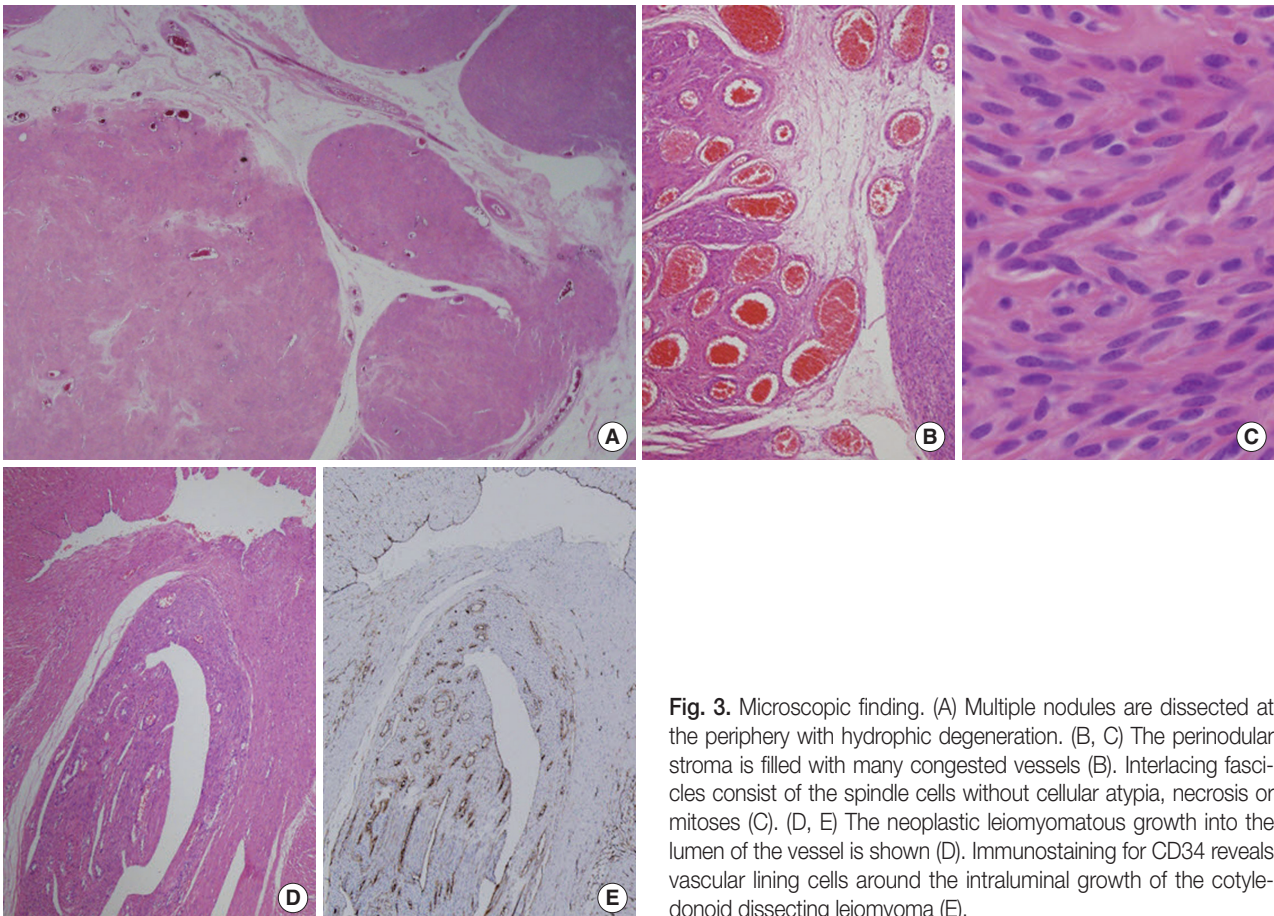 A
B
C
D
E
Fig. 3. Microscopic finding. (A) Multiple nodules are dissected at
the periphery with hydrophic degeneration. (B, C) The perinodular
stroma is filled with many congested vessels (B). Interlacing fasci-
cles consist of the spindle cells without cellular atypia, necrosis or
mitoses (C). (D, E) The neoplastic leiomyomatous growth into the
lumen of the vessel is shown (D). Immunostaining for CD34 reveals
vascular lining cells around the intraluminal growth of the cotyle-
donoid dissecting leiomyoma (E).